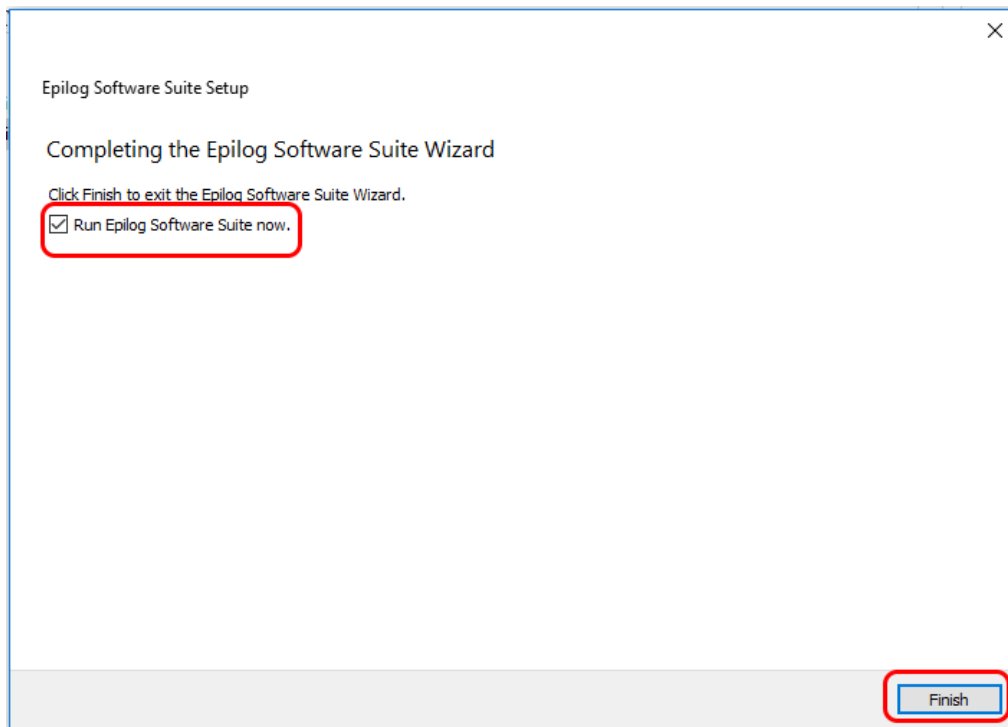 Epilog Software Suite Setup
Completing the Epilog Software Suite Wizard
Click Finish to exit the Epilog Software Suite Wizard.
Run Epilog Software Suite now.
Finish